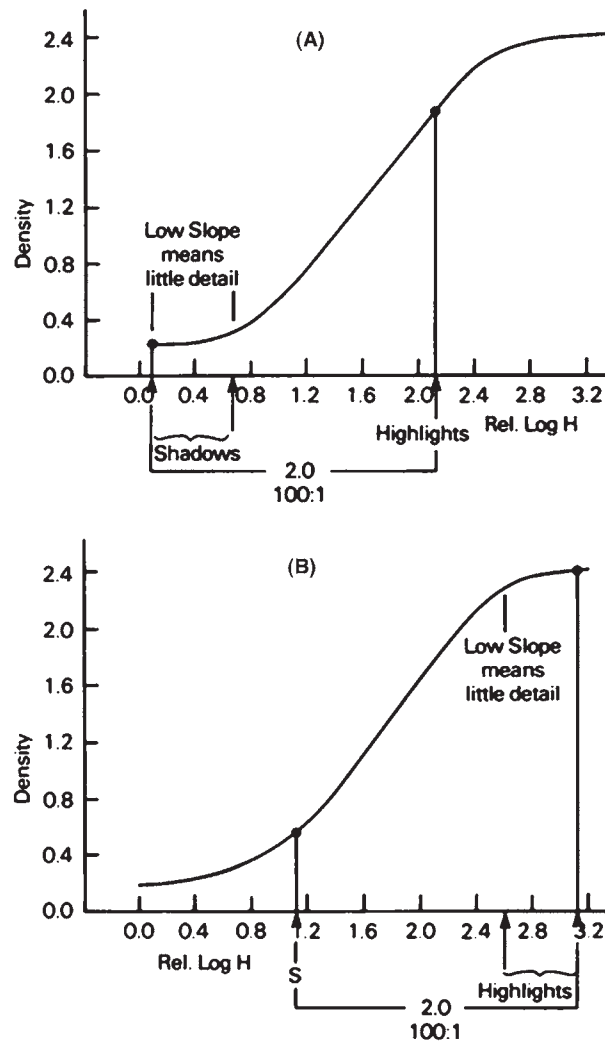 (A)
2.4
2.0
1.6
1.2
0.8
0.4
0.0
Density
Low Slope
means
little detail
0.0 0.4 0.8 1.2 1.6 2.0 2.4 2.8 3.2
Highlights Rel. Log H
Shadows
2.0
100:1
(B)
2.4
2.0
1.6
1.2
0.8
0.4
0.0
Density
Low Slope
means
little detail
0.0 0.4 0.8 1.2 1.6 2.0 2.4 2.8 3.2
Rel. Log H S Highlights
2.0
100:1